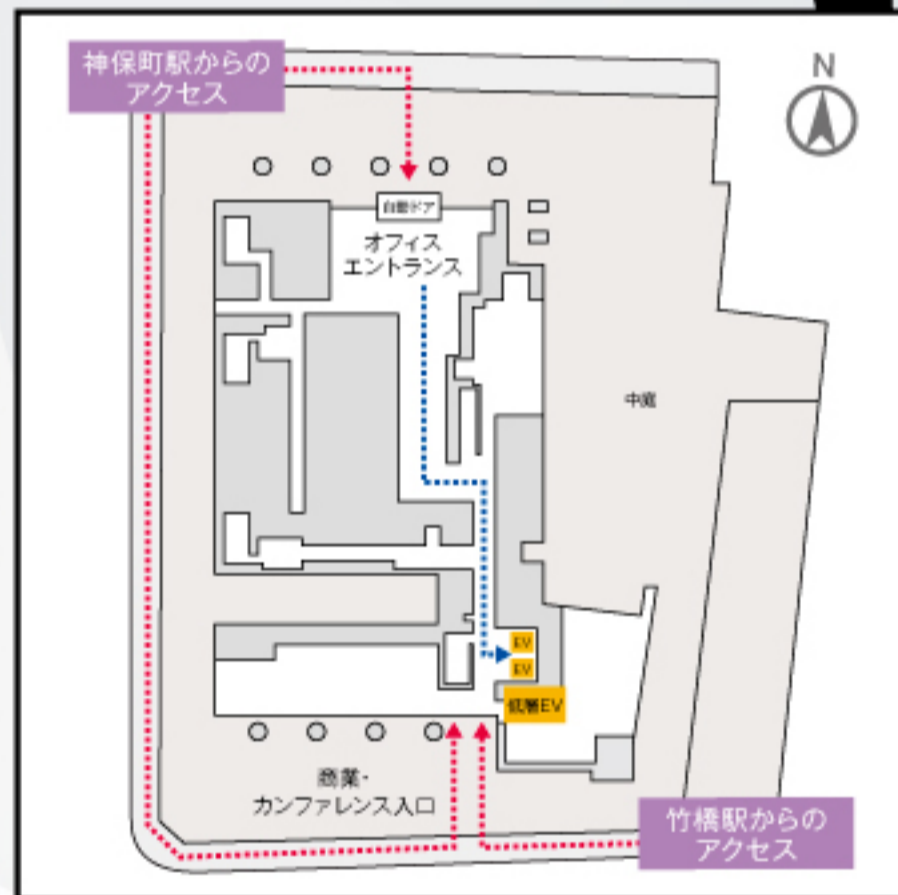 神保町駅からの
アクセス
N
自動ドア
オフィス
エントランス
中庭
EV
EV
低層EV
商業・
カンファレンス入口
竹橋駅からの
アクセス